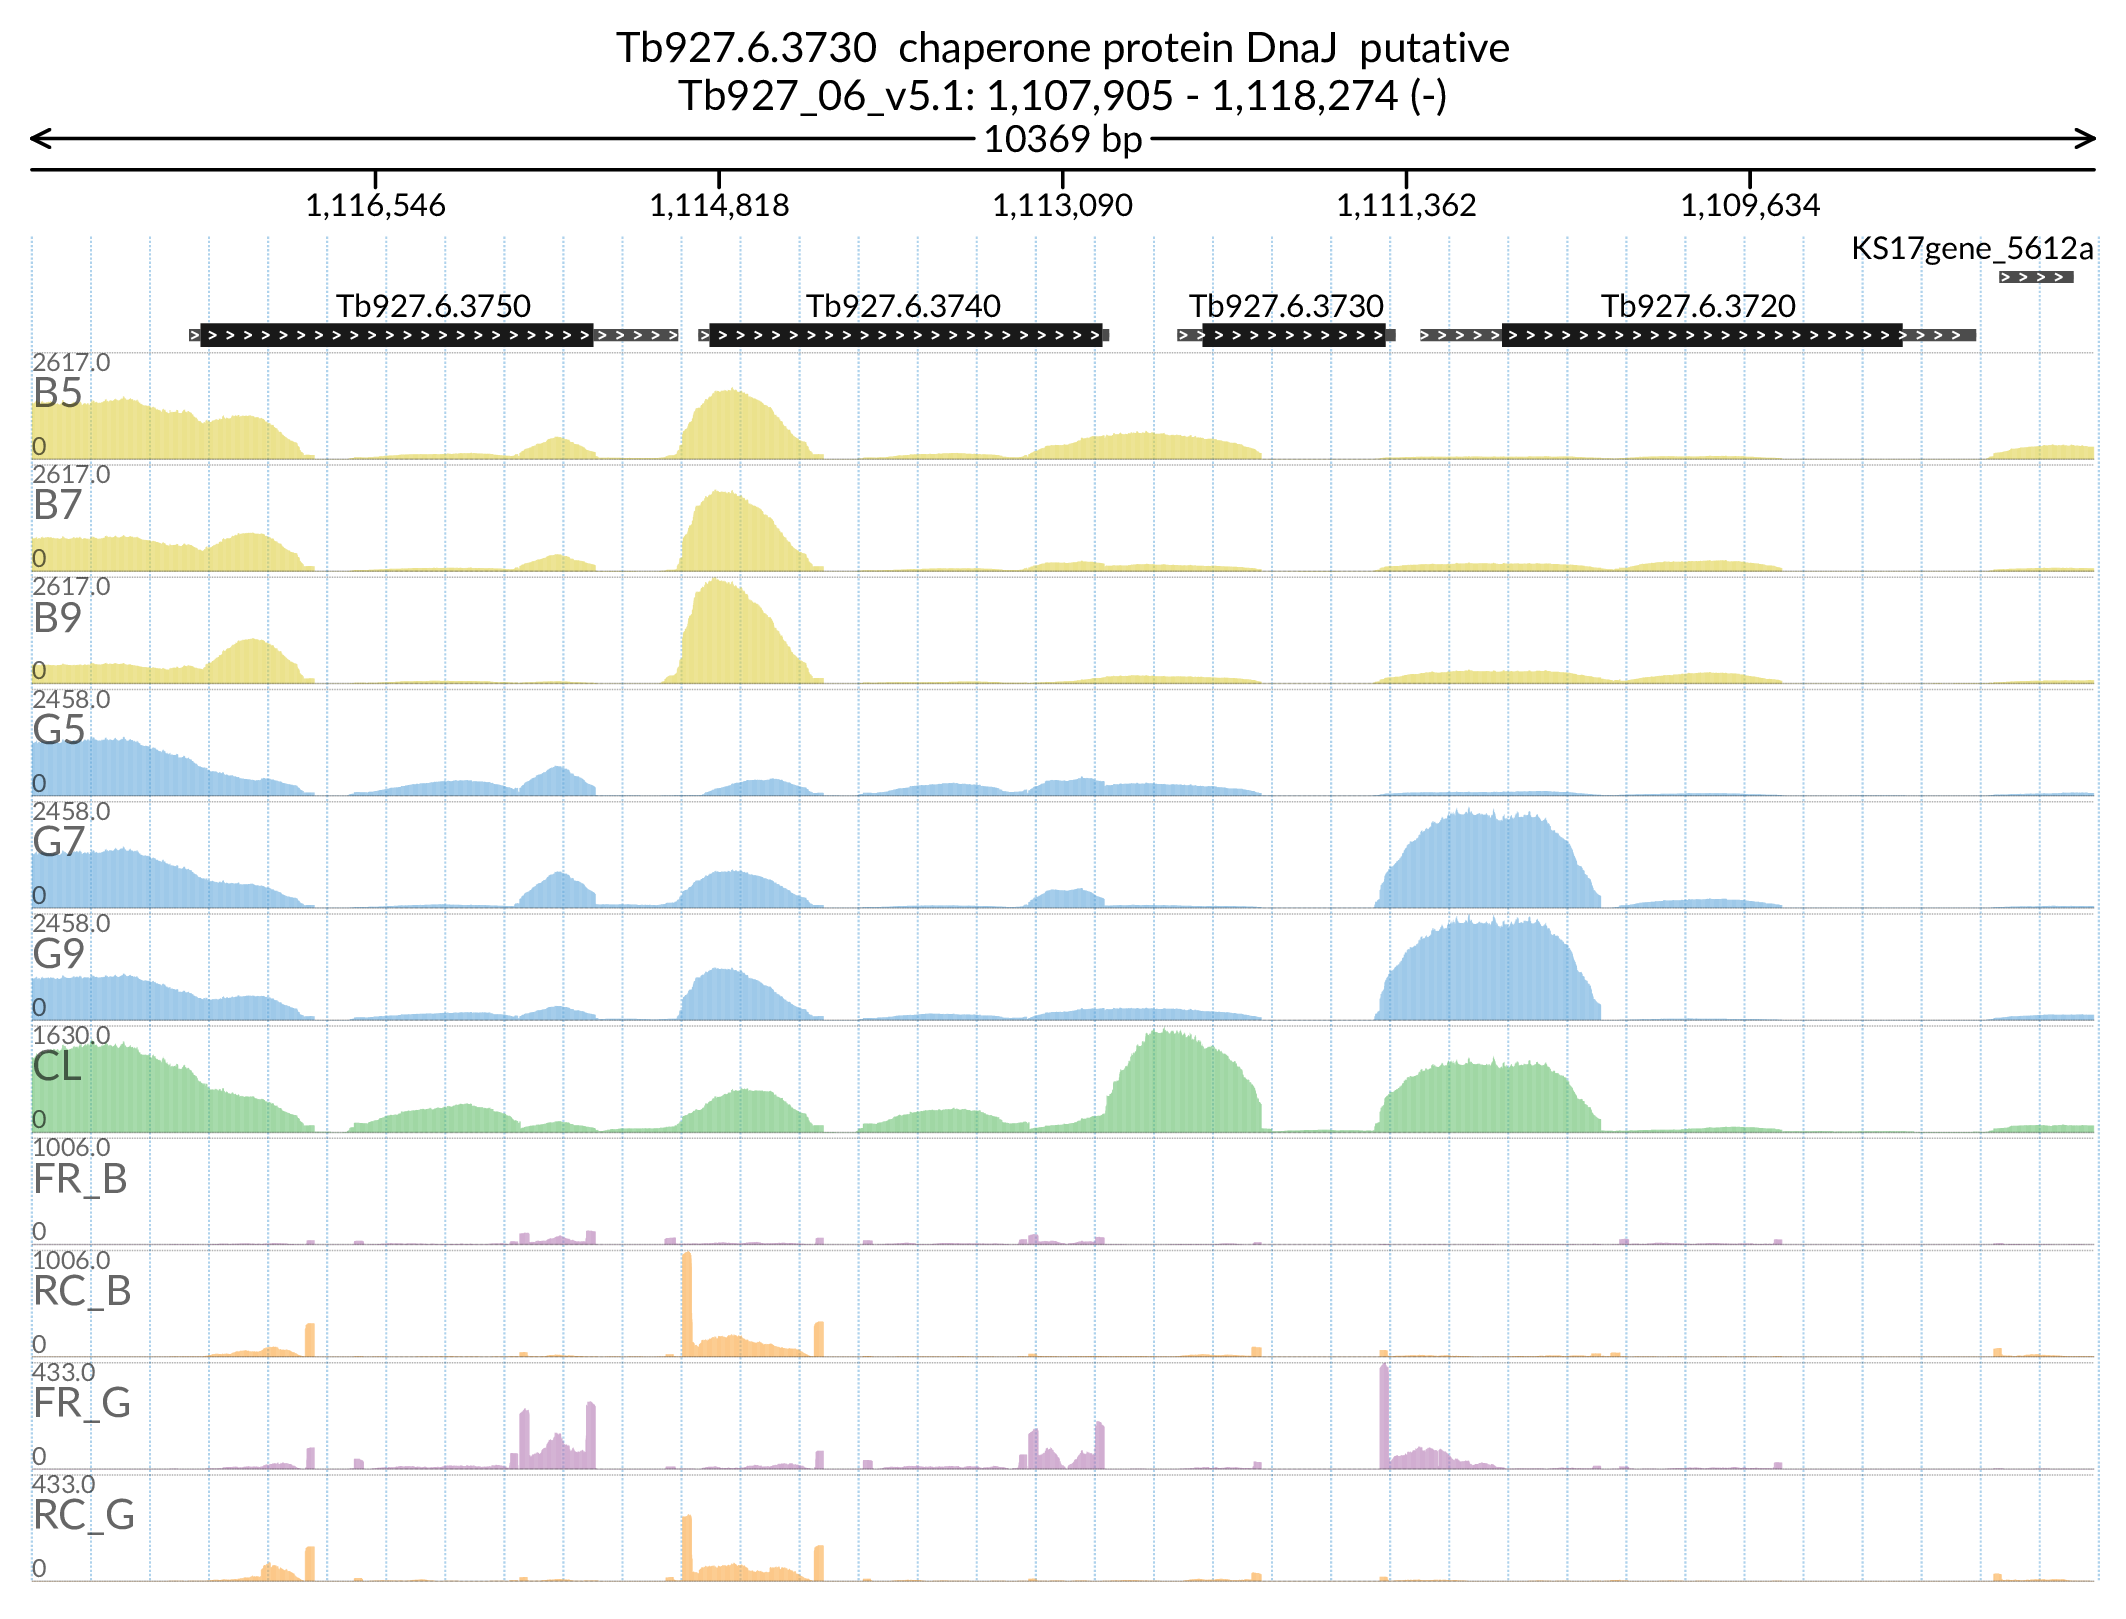 Tb927.6.3730  chaperone protein DnaJ  putative
Tb927_06_v5.1: 1,107,905 - 1,118,274 (-)
10369 bp
1,116,546 1,114,818 1,113,090 1,111,362 1,109,634
KS17gene_5612a
Tb927.6.3750 Tb927.6.3740 Tb927.6.3730 Tb927.6.3720
2617.0
B5
0
2617.0
B7
0
2617.0
B9
0
2458.0
G5
0
2458.0
G7
0
2458.0
G9
0
1630.0
CL
0
1006.0
FR_B
0
1006.0
RC_B
0
433.0
FR_G
0
433.0
RC_G
0